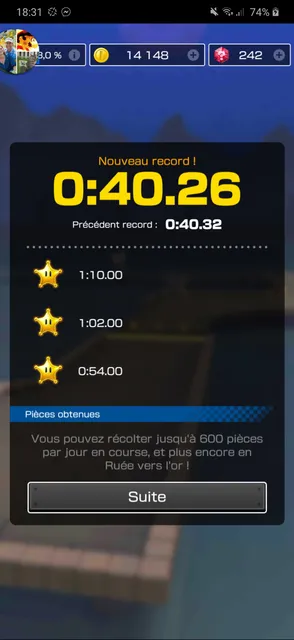 18:31 74%
3,0 % i 14 148 + 242 +
Nouveau record !
0:40.26
Précédent record : 0:40.32
1:10.00
1:02.00
0:54.00
Pièces obtenues
Vous pouvez récolter jusqu'à 600 pièces
par jour en course, et plus encore en
Ruée vers l'or !
Suite